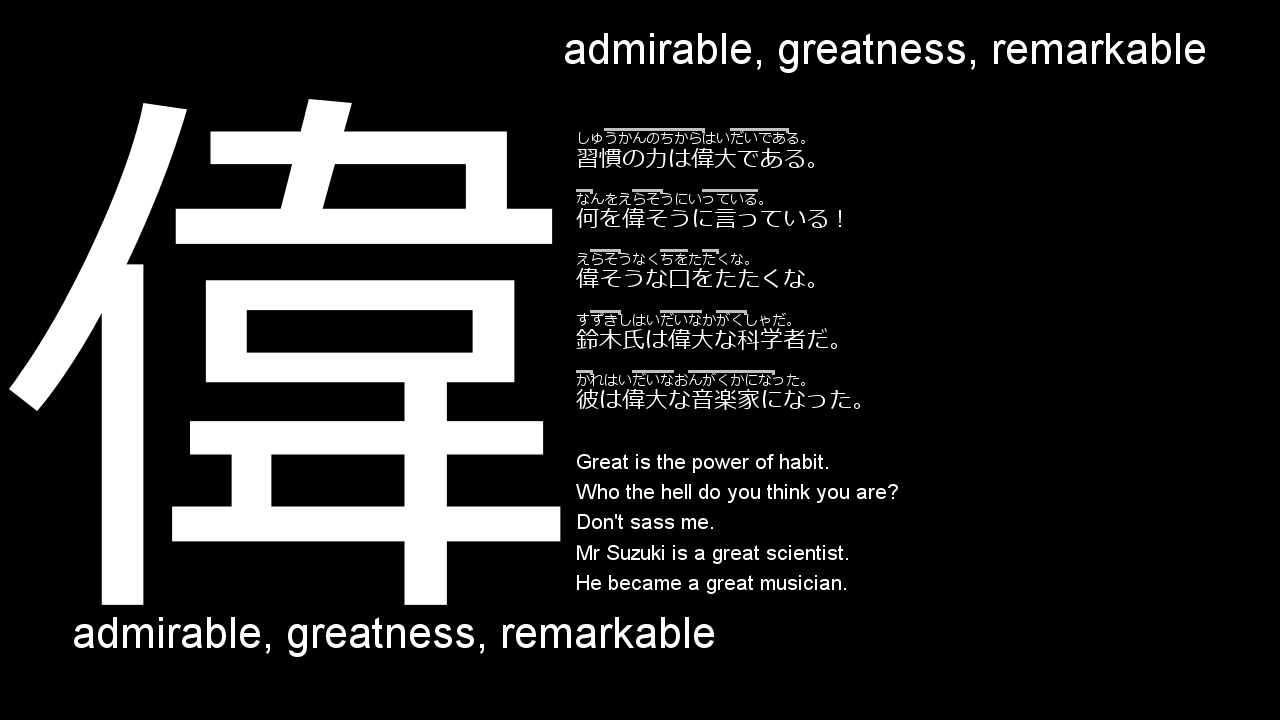 admirable, greatness, remarkable
偉
しゅうかんのちからはいだいである。
習慣の力は偉大である。
なんをえらそうにいっている。
何を偉そうに言っている！
えらそうなくちをたたくな。
偉そうな口をたたくな。
すずきしはいだいなかがくしゃだ。
鈴木氏は偉大な科学者だ。
かれはいだいなおんがくかになった。
彼は偉大な音楽家になった。
Great is the power of habit.
Who the hell do you think you are?
Don't sass me.
Mr Suzuki is a great scientist.
He became a great musician.
admirable, greatness, remarkable